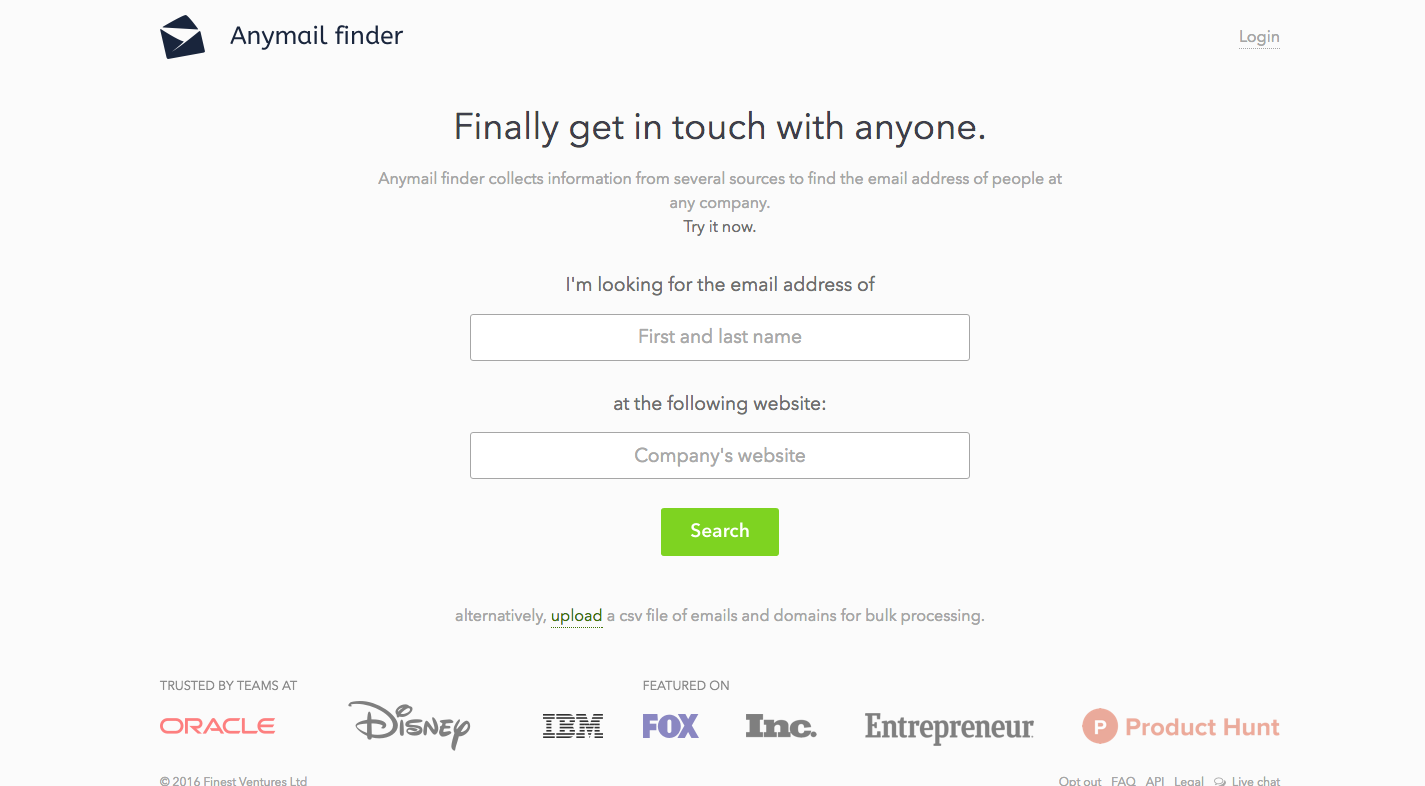 Anymail finder
Login
Finally get in touch with anyone.
Anymail finder collects information from several sources to find the email address of people at
any company.
Try it now.
I'm looking for the email address of
First and last name
at the following website:
Company's website
Search
alternatively, upload a csv file of emails and domains for bulk processing.
TRUSTED BY TEAMS AT
FEATURED ON
ORACLE
DISNEY
IBM
FOX
Inc.
Entrepreneur
P Product Hunt
© 2016 Finest Ventures Ltd
Opt out FAQ API Legal Live chat